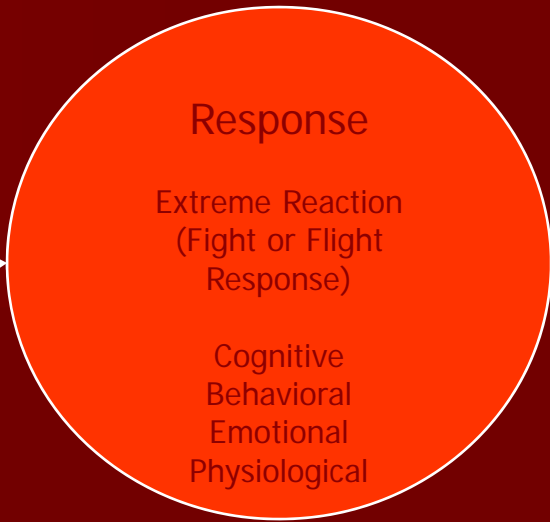 Response
Extreme Reaction
(Fight or Flight
Response)
Cognitive
Behavioral
Emotional
Physiological